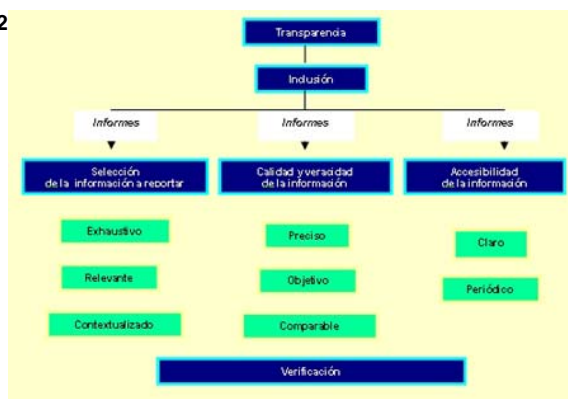 2
Transparencia
Inclusión
Informes
Informes
Informes
Selección
de la información a reportar
Calidad y veracidad
de la información
Accesibilidad
de la información
Exhaustivo
Relevante
Contextualizado
Preciso
Objetivo
Comparable
Claro
Periódico
Verificación